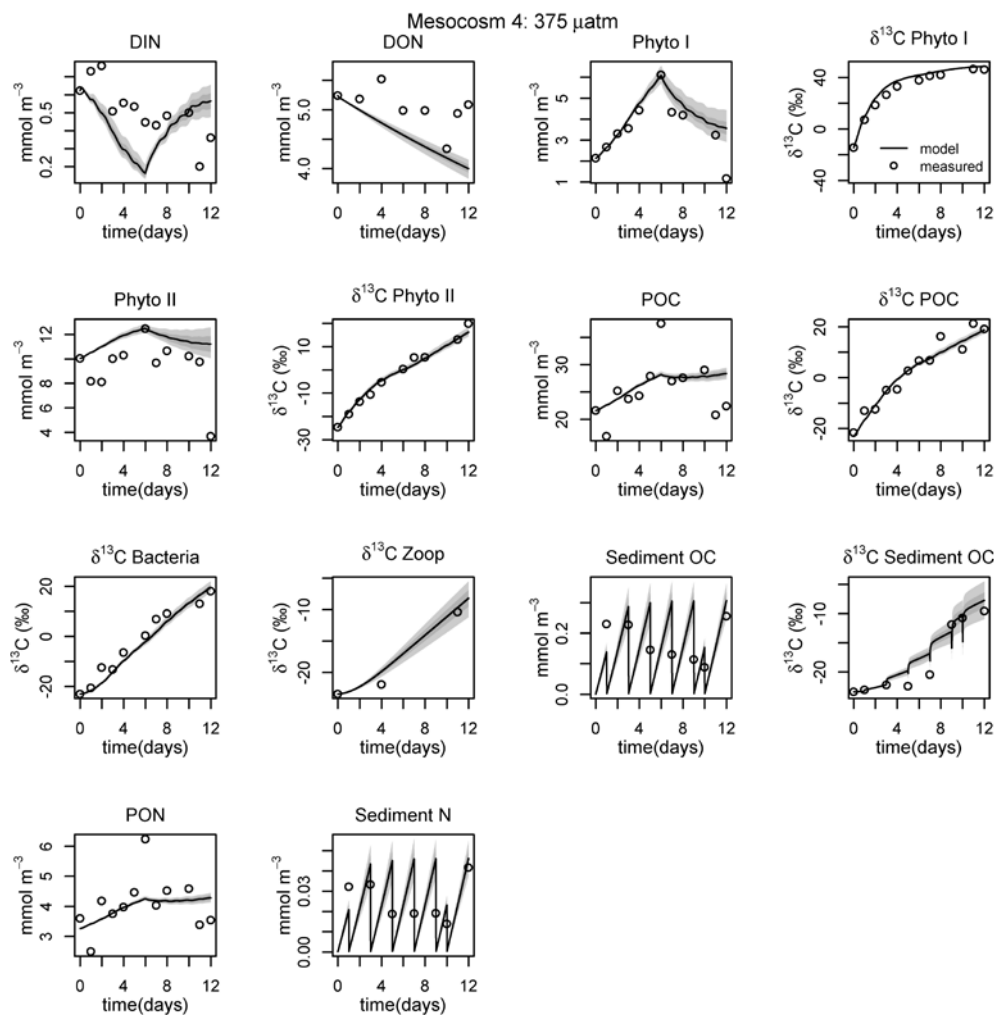 Mesocosm 4: 375 µatm
DIN
DON
Phyto I
δ¹³C Phyto I
mmol m⁻³
0.2 0.5
0 4 8 12
time(days)
4.0 5.0
0 4 8 12
time(days)
mmol m⁻³
1 3 5
0 4 8 12
time(days)
δ¹³C (‰)
-40 0 40
model
measured
0 4 8 12
time(days)
Phyto II
δ¹³C Phyto II
POC
δ¹³C POC
mmol m⁻³
4 6 8 12
0 4 8 12
time(days)
δ¹³C (‰)
-30 -10 10
0 4 8 12
time(days)
mmol m⁻³
20 30
0 4 8 12
time(days)
δ¹³C (‰)
-20 0 20
0 4 8 12
time(days)
δ¹³C Bacteria
δ¹³C Zoop
Sediment OC
δ¹³C Sediment OC
δ¹³C (‰)
-20 0 20
0 4 8 12
time(days)
δ¹³C (‰)
-20 -10
0 4 8 12
time(days)
mmol m⁻³
0.0 0.2
0 4 8 12
time(days)
δ¹³C (‰)
-20 -10
0 4 8 12
time(days)
PON
Sediment N
mmol m⁻³
3 4 5 6
0 4 8 12
time(days)
mmol m⁻³
0.00 0.03
0 4 8 12
time(days)